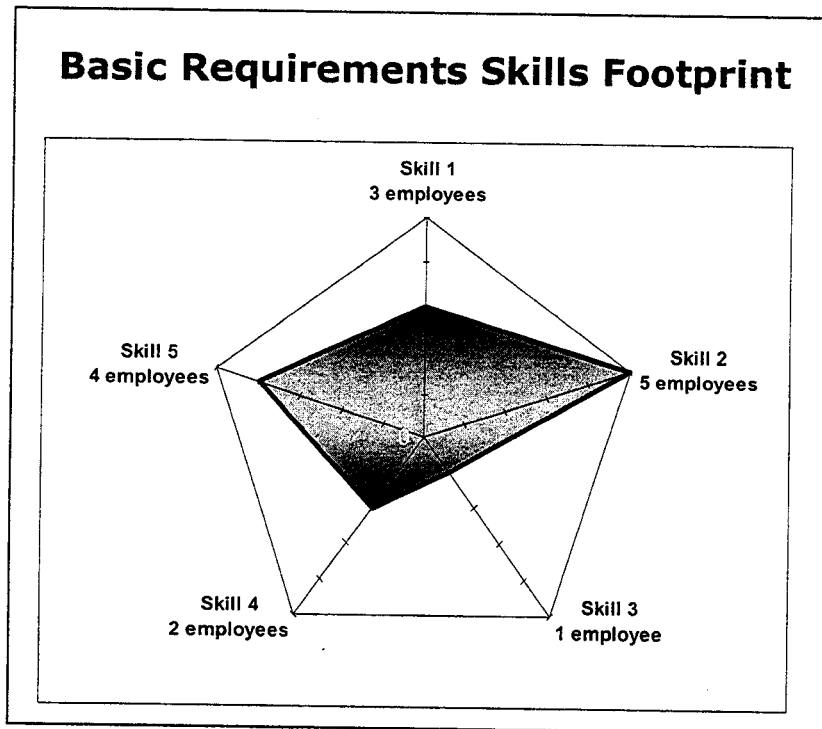 Basic Requirements Skills Footprint
Skill 1
3 employees
Skill 5
4 employees
Skill 2
5 employees
0
Skill 4
2 employees
Skill 3
1 employee